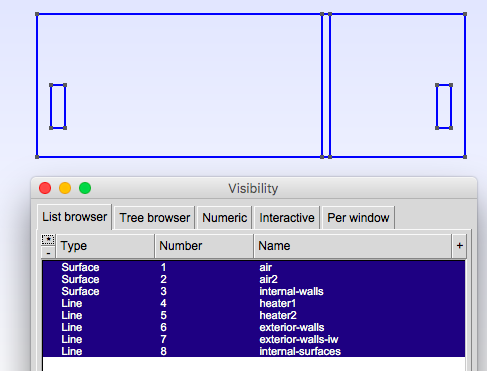 Visibility
List browser Tree browser Numeric Interactive Per window
* Type Number Name +
-
Surface 1 air
Surface 2 air2
Surface 3 internal-walls
Line 4 heater1
Line 5 heater2
Line 6 exterior-walls
Line 7 exterior-walls-iw
Line 8 internal-surfaces